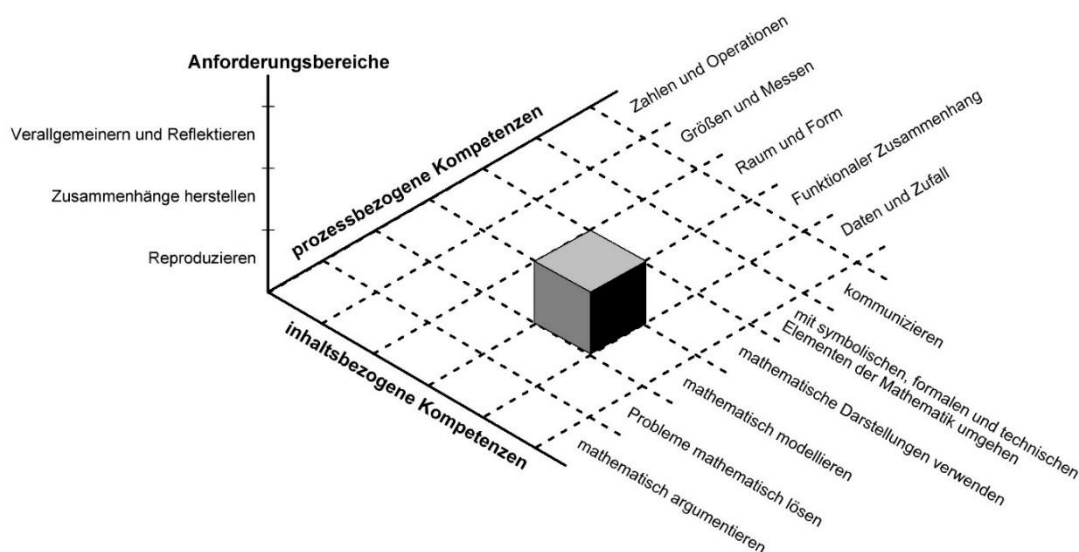 Anforderungsbereiche
Verallgemeinern und Reflektieren
Zusammenhänge herstellen
Reproduzieren
prozessbezogene Kompetenzen
inhaltsbezogene Kompetenzen
Zahlen und Operationen
Größen und Messen
Raum und Form
Funktionaler Zusammenhang
Daten und Zufall
kommunizieren
mit symbolischen, formalen und technischen
Elementen der Mathematik umgehen
mathematische Darstellungen verwenden
mathematisch modellieren
Probleme mathematisch lösen
mathematisch argumentieren